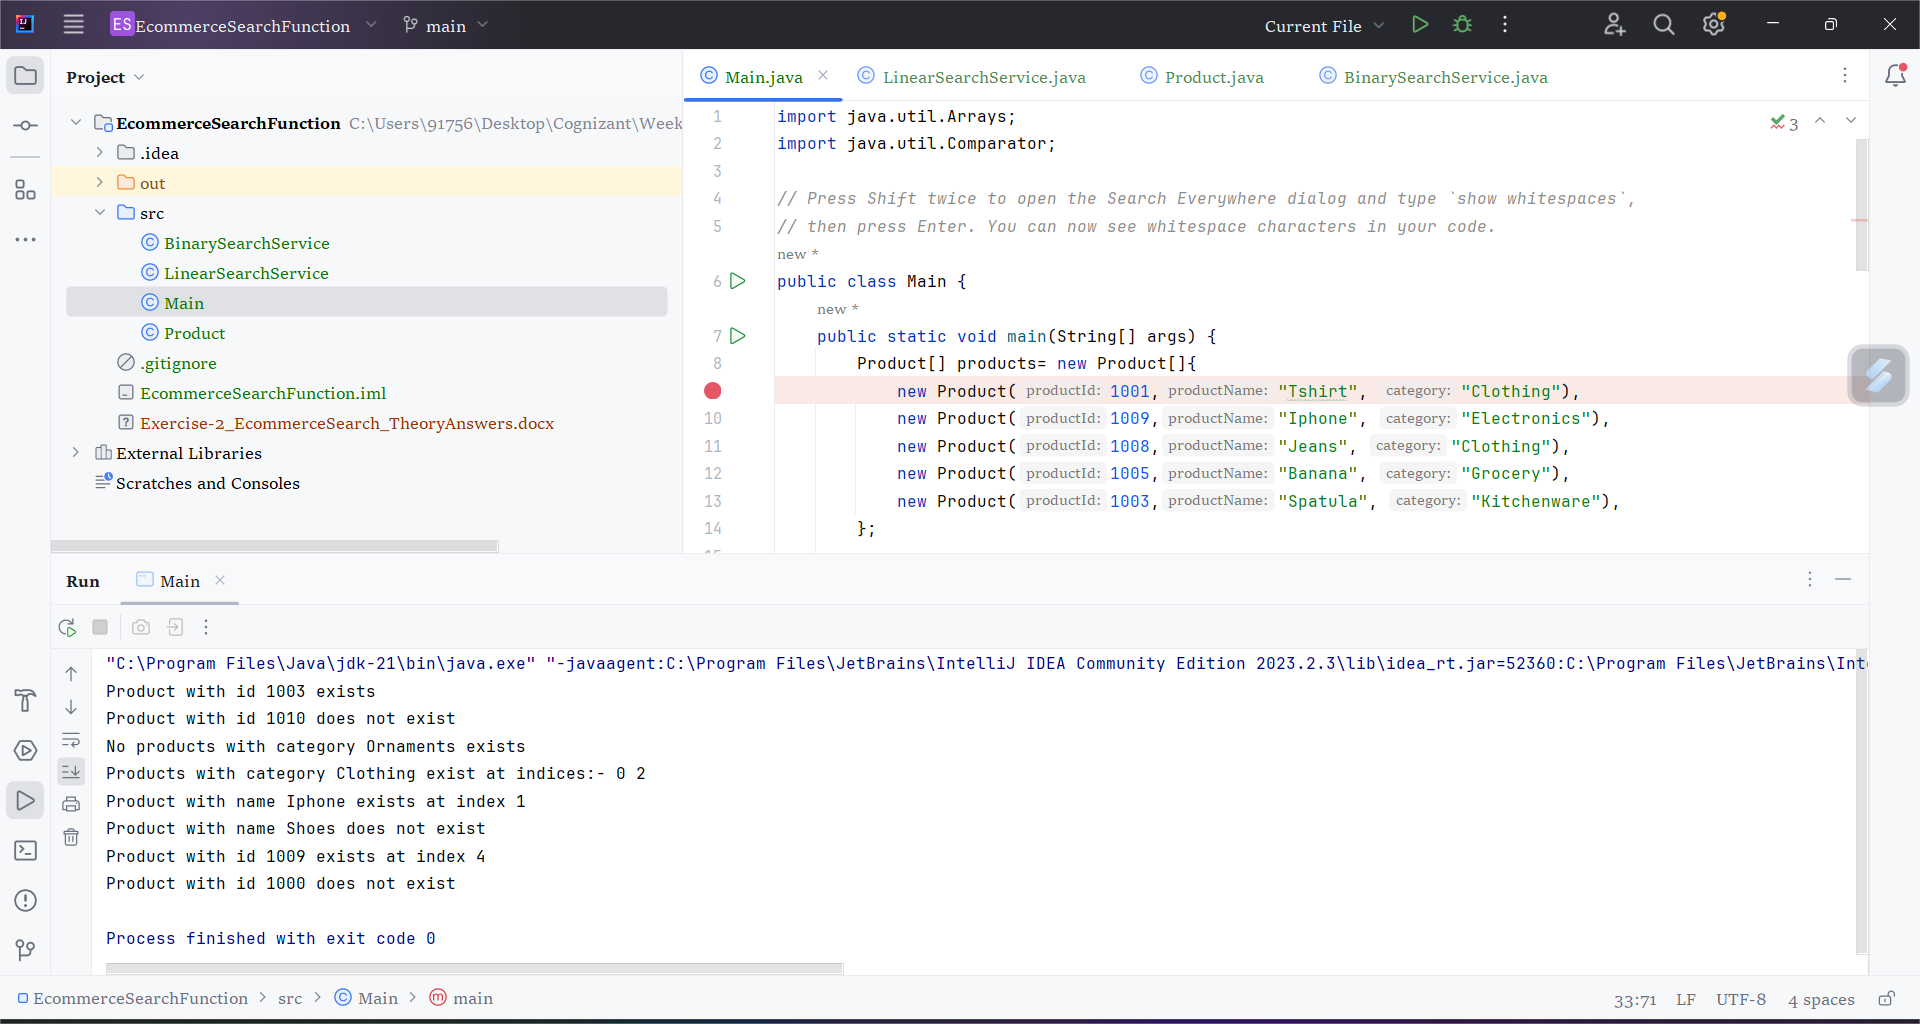 ES EcommerceSearchFunction main Current File
Project
EcommerceSearchFunction C:\Users\91756\Desktop\Cognizant\Week
.idea
out
src
BinarySearchService
LinearSearchService
Main
Product
.gitignore
EcommerceSearchFunction.iml
Exercise-2_EcommerceSearch_TheoryAnswers.docx
External Libraries
Scratches and Consoles
Main.java LinearSearchService.java Product.java BinarySearchService.java
3
1 import java.util.Arrays;
2 import java.util.Comparator;
3
4 // Press Shift twice to open the Search Everywhere dialog and type `show whitespaces`,
5 // then press Enter. You can now see whitespace characters in your code.
new *
6 public class Main {
new *
7 public static void main(String[] args) {
8 Product[] products= new Product[]{
new Product( productId: 1001, productName: "Tshirt", category: "Clothing"),
10 new Product( productId: 1009, productName: "Iphone", category: "Electronics"),
11 new Product( productId: 1008, productName: "Jeans", category: "Clothing"),
12 new Product( productId: 1005, productName: "Banana", category: "Grocery"),
13 new Product( productId: 1003, productName: "Spatula", category: "Kitchenware"),
14 };
Run Main
"C:\Program Files\Java\jdk-21\bin\java.exe" "-javaagent:C:\Program Files\JetBrains\IntelliJ IDEA Community Edition 2023.2.3\lib\idea_rt.jar=52360:C:\Program Files\JetBrains\Inte
Product with id 1003 exists
Product with id 1010 does not exist
No products with category Ornaments exists
Products with category Clothing exist at indices:- 0 2
Product with name Iphone exists at index 1
Product with name Shoes does not exist
Product with id 1009 exists at index 4
Product with id 1000 does not exist
Process finished with exit code 0
EcommerceSearchFunction > src > Main > main 33:71 LF UTF-8 4 spaces